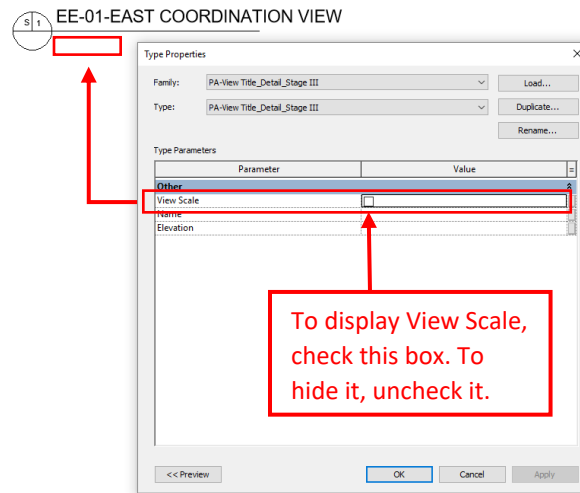 S 1 EE-01-EAST COORDINATION VIEW
Type Properties
Family: PA-View Title_Detail_Stage III Load...
Type: PA-View Title_Detail_Stage III Duplicate...
Rename...
Type Parameters
Parameter Value =
Other
View Scale
Name
Elevation
To display View Scale,
check this box. To
hide it, uncheck it.
<< Preview OK Cancel Apply